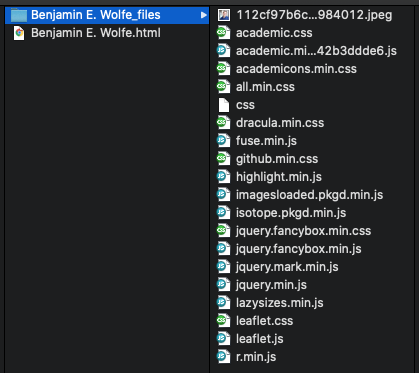 Benjamin E. Wolfe_files
Benjamin E. Wolfe.html
112cf97b6c...984012.jpeg
academic.css
academic.mi...42b3ddde6.js
academicons.min.css
all.min.css
css
dracula.min.css
fuse.min.js
github.min.css
highlight.min.js
imagesloaded.pkgd.min.js
isotope.pkgd.min.js
jquery.fancybox.min.css
jquery.fancybox.min.js
jquery.mark.min.js
jquery.min.js
lazysizes.min.js
leaflet.css
leaflet.js
r.min.js